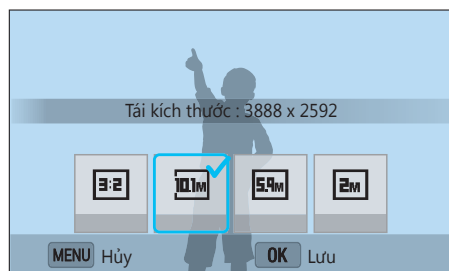 Tái kích thước : 3888 x 2592
3:2 10.1M 5.9M 2M
MENU Hủy OK Lưu